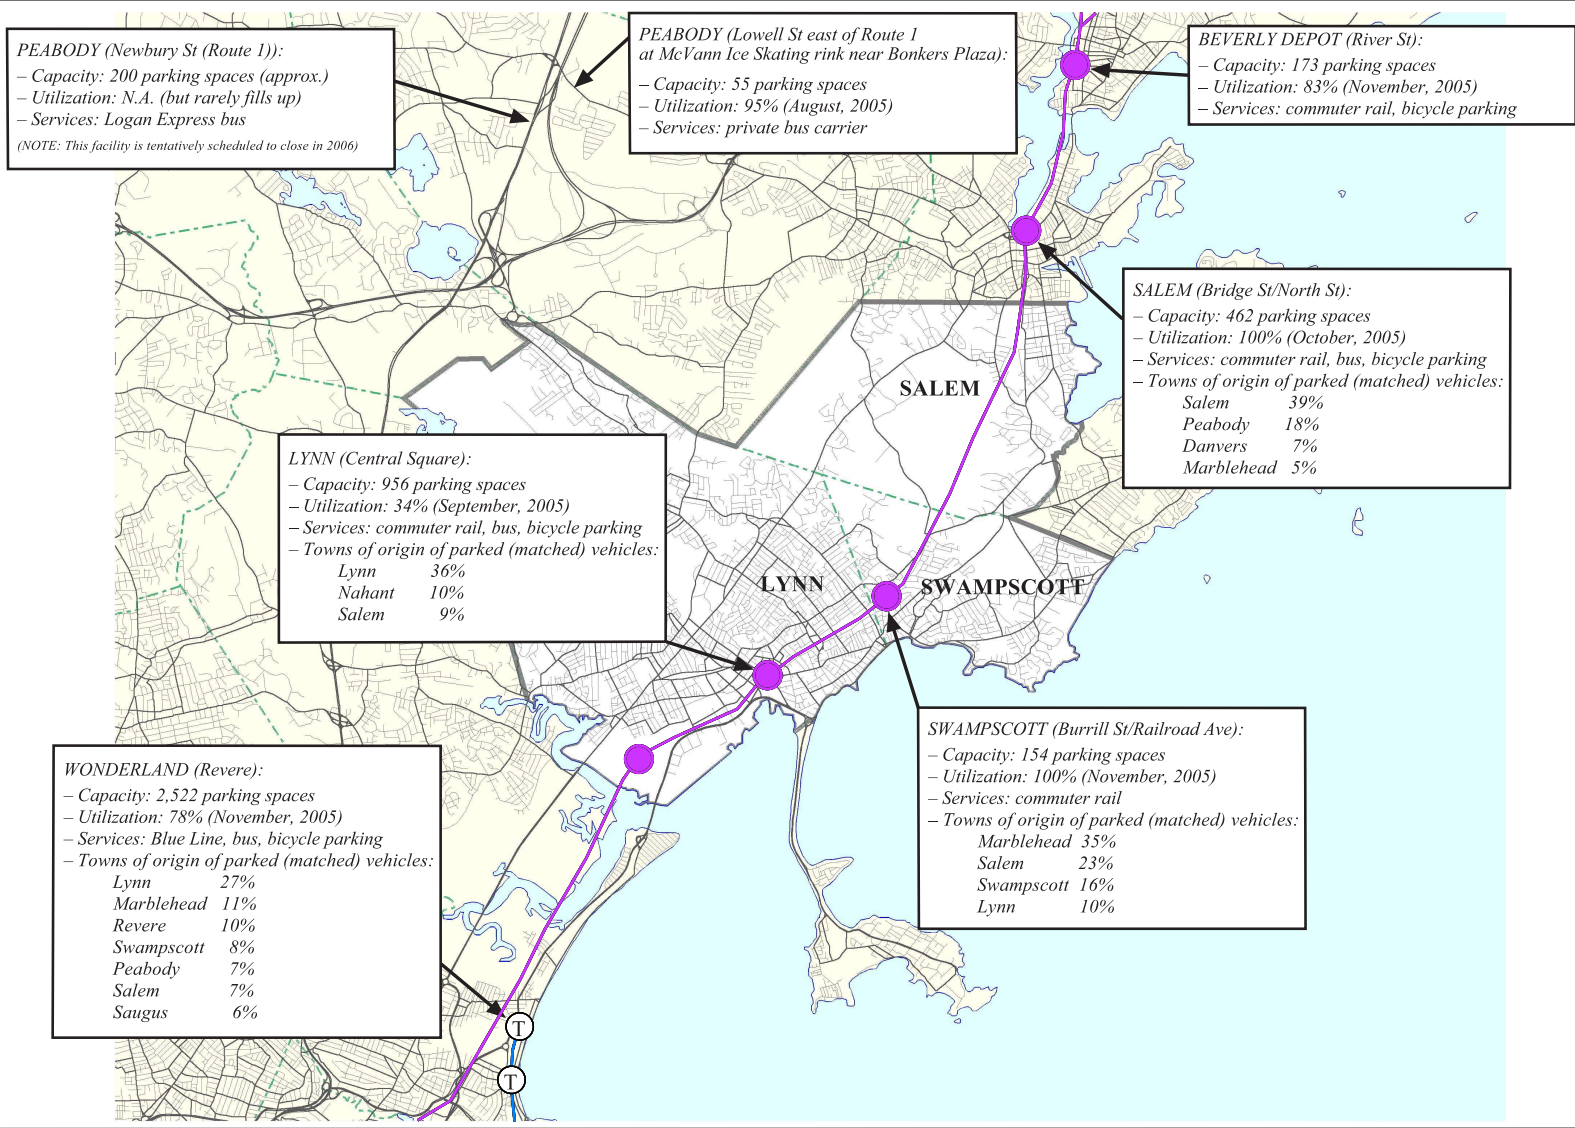 PEABODY (Newbury St (Route 1)):
– Capacity: 200 parking spaces (approx.)
– Utilization: N.A. (but rarely fills up)
– Services: Logan Express bus
(NOTE: This facility is tentatively scheduled to close in 2006)
PEABODY (Lowell St east of Route 1
at McVann Ice Skating rink near Bonkers Plaza):
– Capacity: 55 parking spaces
– Utilization: 95% (August, 2005)
– Services: private bus carrier
BEVERLY DEPOT (River St):
– Capacity: 173 parking spaces
– Utilization: 83% (November, 2005)
– Services: commuter rail, bicycle parking
SALEM (Bridge St/North St):
– Capacity: 462 parking spaces
– Utilization: 100% (October, 2005)
– Services: commuter rail, bus, bicycle parking
– Towns of origin of parked (matched) vehicles:
Salem 39%
Peabody 18%
Danvers 7%
Marblehead 5%
SALEM
LYNN (Central Square):
– Capacity: 956 parking spaces
– Utilization: 34% (September, 2005)
– Services: commuter rail, bus, bicycle parking
– Towns of origin of parked (matched) vehicles:
Lynn 36%
Nahant 10%
Salem 9%
LYNN
SWAMPSCOTT
SWAMPSCOTT (Burrill St/Railroad Ave):
– Capacity: 154 parking spaces
– Utilization: 100% (November, 2005)
– Services: commuter rail
– Towns of origin of parked (matched) vehicles:
Marblehead 35%
Salem 23%
Swampscott 16%
Lynn 10%
WONDERLAND (Revere):
– Capacity: 2,522 parking spaces
– Utilization: 78% (November, 2005)
– Services: Blue Line, bus, bicycle parking
– Towns of origin of parked (matched) vehicles:
Lynn 27%
Marblehead 11%
Revere 10%
Swampscott 8%
Peabody 7%
Salem 7%
Saugus 6%
T
T